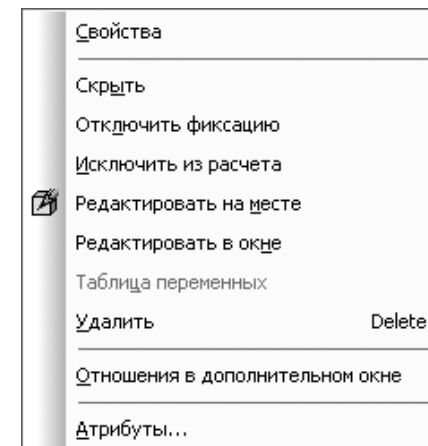 Свойства
Скрыть
Отключить фиксацию
Исключить из расчета
Редактировать на месте
Редактировать в окне
Таблица переменных
Удалить Delete
Отношения в дополнительном окне
Атрибуты...